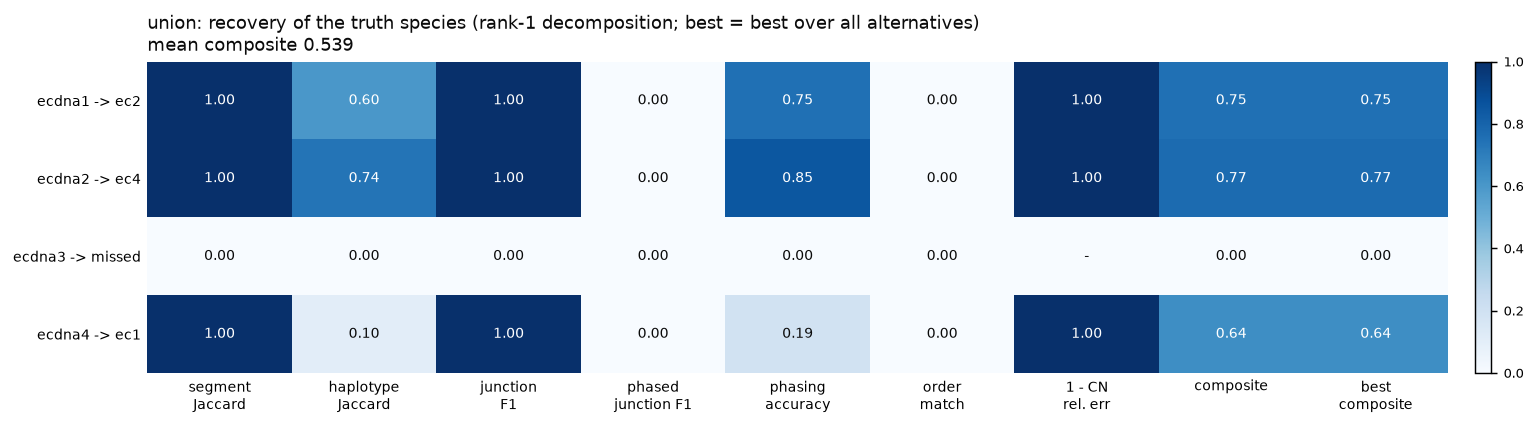 union: recovery of the truth species (rank-1 decomposition; best = best over all alternatives)
mean composite 0.539
ecdna1 -> ec2 1.00 0.60 1.00 0.00 0.75 0.00 1.00 0.75 0.75
ecdna2 -> ec4 1.00 0.74 1.00 0.00 0.85 0.00 1.00 0.77 0.77
ecdna3 -> missed 0.00 0.00 0.00 0.00 0.00 0.00 - 0.00 0.00
ecdna4 -> ec1 1.00 0.10 1.00 0.00 0.19 0.00 1.00 0.64 0.64
segment haplotype junction phased phasing order 1 - CN composite best
Jaccard Jaccard F1 junction F1 accuracy match rel. err composite
1.0
0.8
0.6
0.4
0.2
0.0